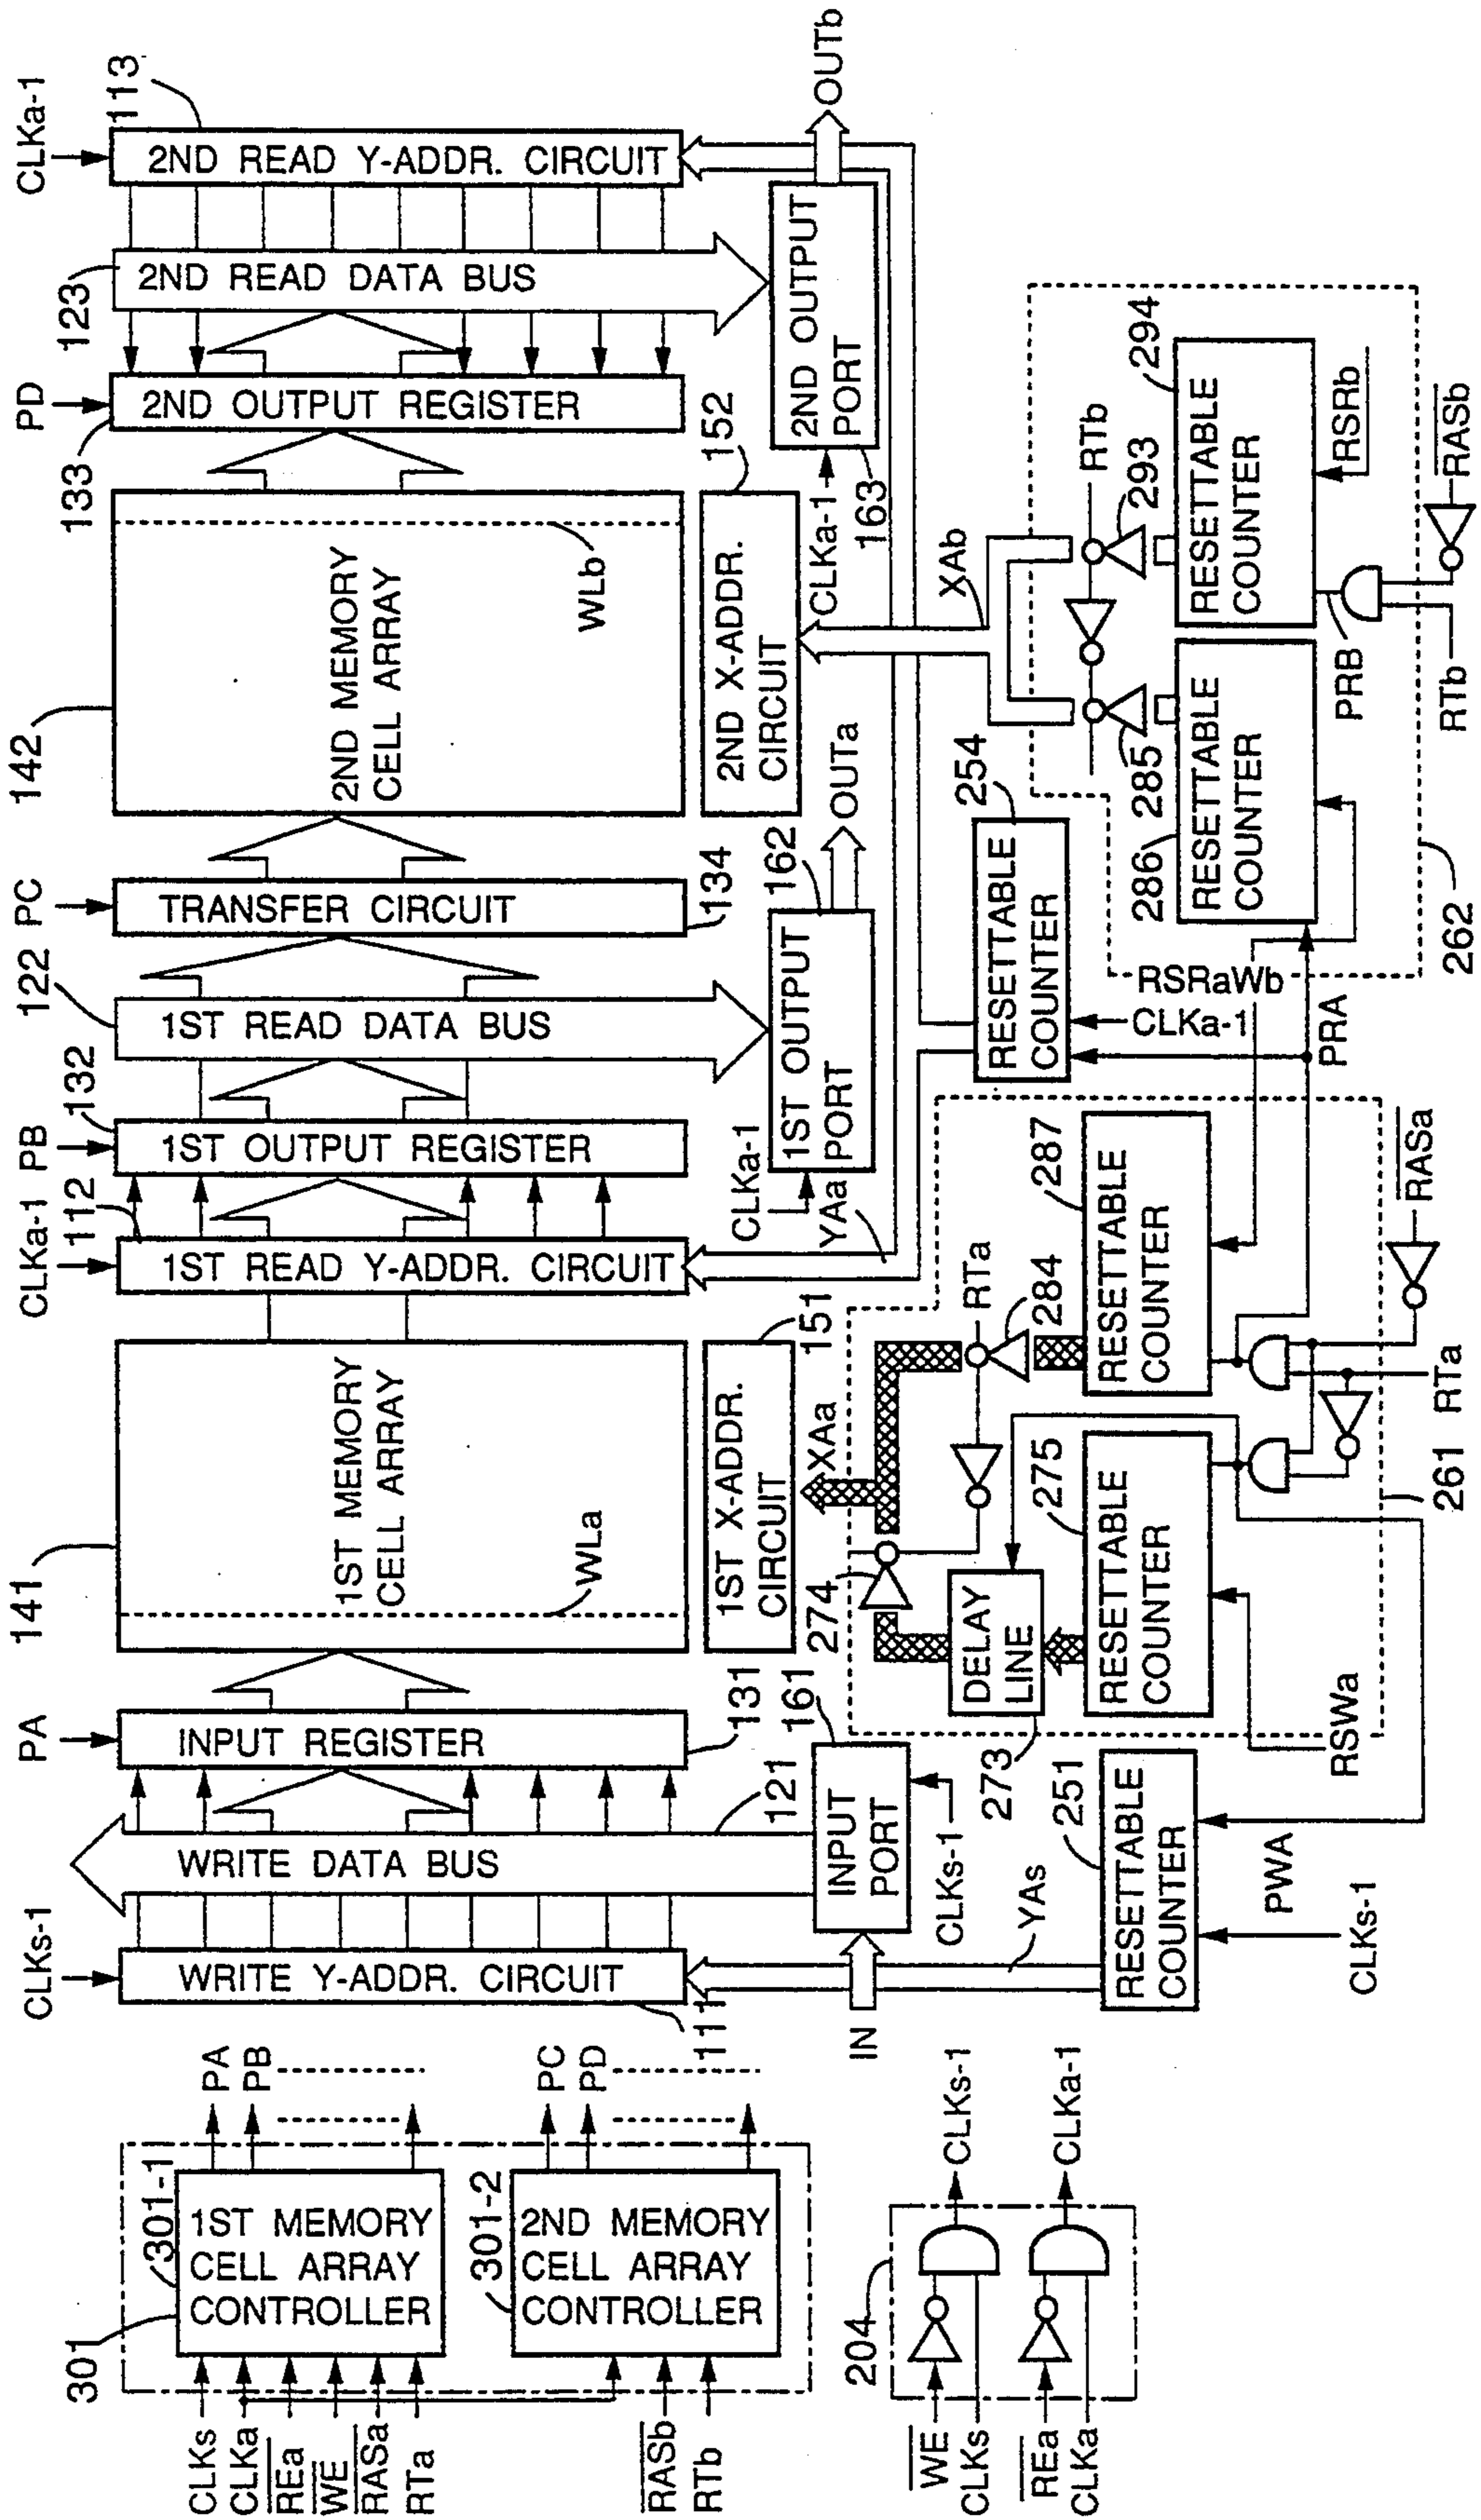 CLKs-1
PA
141
CLKa-1
112
PB
132
122
PC
142
133
PD
123
CLKa-1
113
WRITE Y-ADDR. CIRCUIT
111
WRITE DATA BUS
121
INPUT REGISTER
131
1ST MEMORY
CELL ARRAY
WLa
1ST READ Y-ADDR. CIRCUIT
1ST OUTPUT REGISTER
1ST READ DATA BUS
TRANSFER CIRCUIT
134
2ND MEMORY
CELL ARRAY
WLb
2ND OUTPUT REGISTER
2ND READ DATA BUS
2ND READ Y-ADDR. CIRCUIT
301
301-1
1ST MEMORY
CELL ARRAY
CONTROLLER
301-2
2ND MEMORY
CELL ARRAY
CONTROLLER
CLKs
CLKa
REa
WE
RASa
RTa
RASb
RTb
PA
PB
PC
PD
204
WE
CLKs
REa
CLKa
CLKs-1
CLKa-1
IN
INPUT
PORT
161
CLKs-1
YAs
251
RESETTABLE
COUNTER
PWA
CLKs-1
1ST X-ADDR.
CIRCUIT
151
XAa
274
DELAY
LINE
273
275
RESETTABLE
COUNTER
RSWa
RTa
284
287
RESETTABLE
COUNTER
RASa
RTa
261
YAa
CLKa-1
1ST OUTPUT
PORT
162
OUTa
254
RESETTABLE
COUNTER
CLKa-1
PRA
RSRaWb
2ND X-ADDR.
CIRCUIT
152
XAb
CLKa-1
163
2ND OUTPUT
PORT
OUTb
285
286
RESETTABLE
COUNTER
RTb
293
294
RESETTABLE
COUNTER
RSRb
PRB
RTb
RASb
262